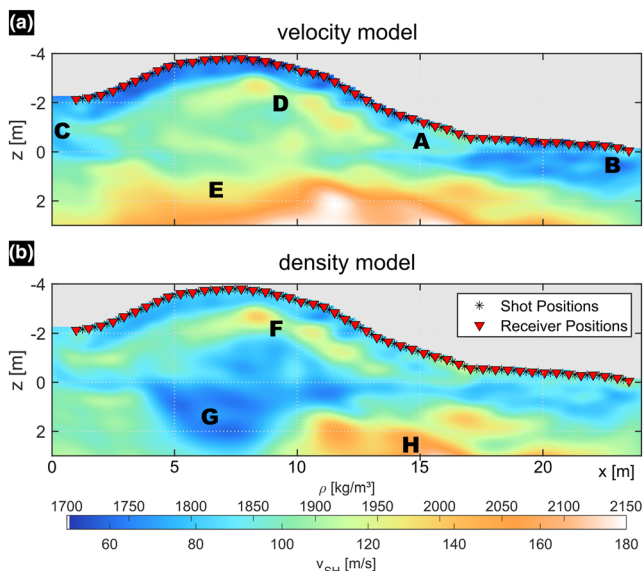 (a)
velocity model
-4
-2
0
2
z [m]
C
D
A
B
E
(b)
density model
-4
-2
0
2
z [m]
Shot Positions
Receiver Positions
F
G
H
0 5 10 15 20 x [m]
ρ [kg/m³]
1700 1750 1800 1850 1900 1950 2000 2050 2100 2150
60 80 100 120 140 160 180
vSH [m/s]